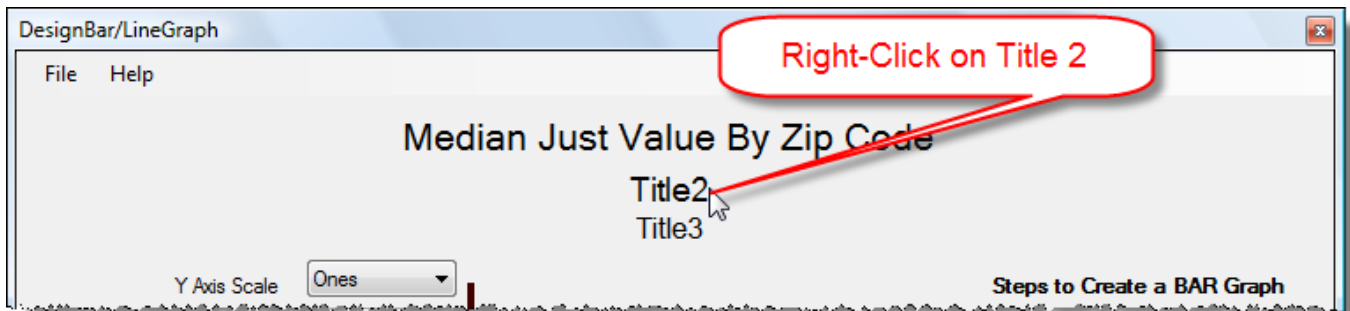 DesignBar/LineGraph
Right-Click on Title 2
File Help
Median Just Value By Zip Code
Title2
Title3
Y Axis Scale Ones
Steps to Create a BAR Graph